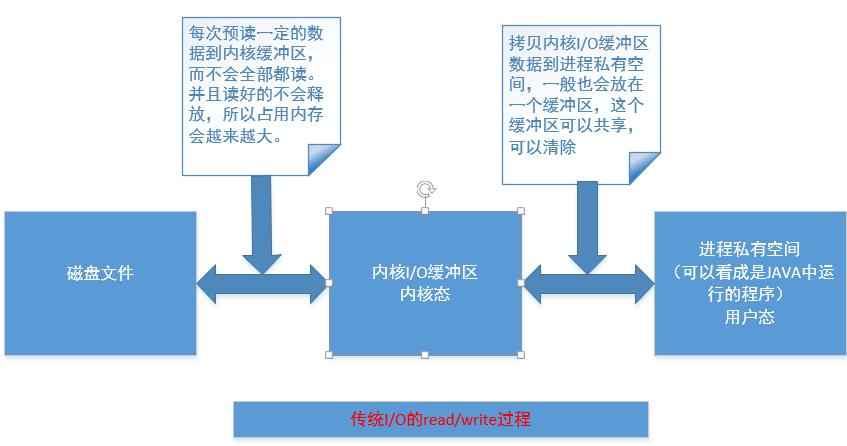 每次预读一定的数
据到内核缓冲区，
而不会全部都读。
并且读好的不会释
放，所以占用内存
会越来越大。
拷贝内核I/O缓冲区
数据到进程私有空
间，一般也会放在
一个缓冲区，这个
缓冲区可以共享，
可以清除
磁盘文件
内核I/O缓冲区
内核态
进程私有空间
（可以看成是JAVA中运
行的程序）
用户态
传统I/O的read/write过程